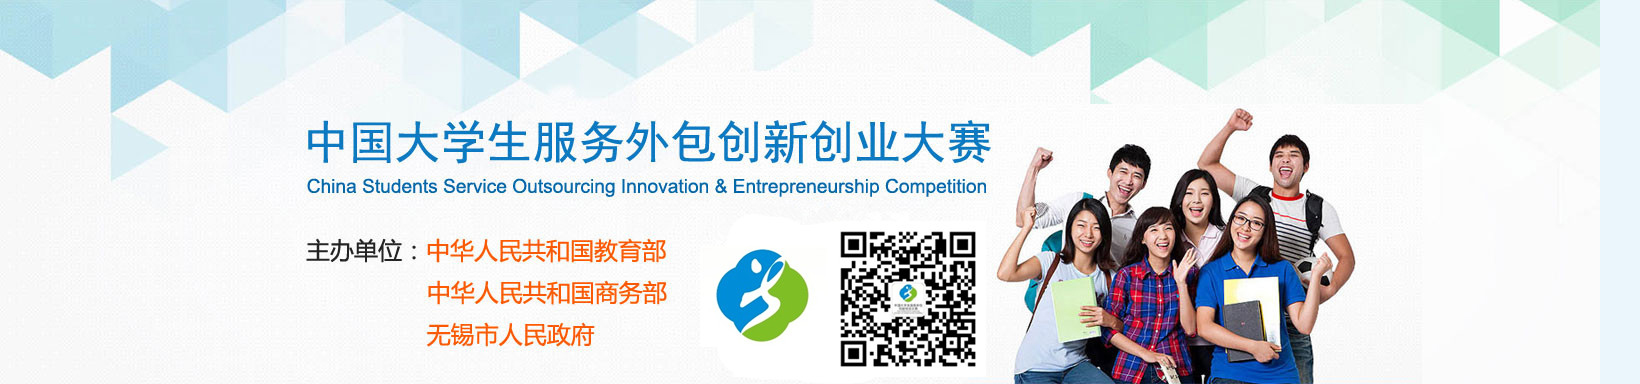 中国大学生服务外包创新创业大赛
China Students Service Outsourcing Innovation & Entrepreneurship Competition
主办单位：中华人民共和国教育部
中华人民共和国商务部
无锡市人民政府